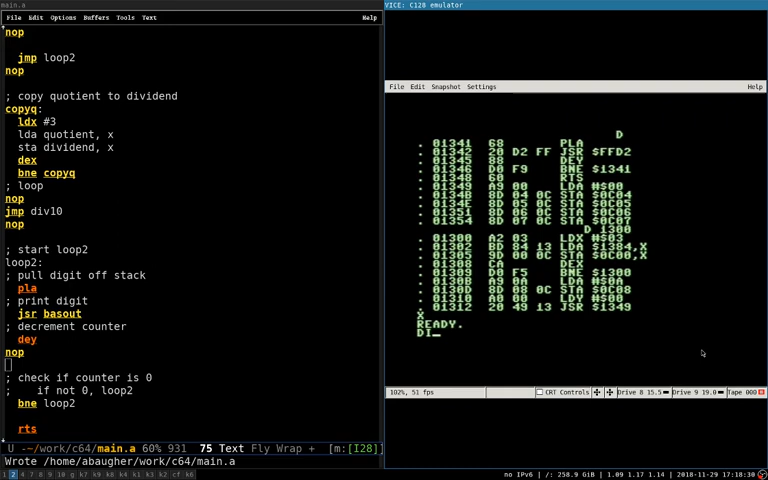 main.a
File Edit Options Buffers Tools Text Help
nop
jmp loop2
nop
; copy quotient to dividend
copyq:
ldx #3
lda quotient, x
sta dividend, x
dex
bne copyq
; loop
nop
jmp div10
nop
; start loop2
loop2:
; pull digit off stack
pla
; print digit
jsr basout
; decrement counter
dey
nop
; check if counter is 0
;   if not 0, loop2
bne loop2
rts
U -~/work/c64/main.a 60% 931 75 Text Fly Wrap + [m:[I28]]
Wrote /home/abaugher/work/c64/main.a
VICE: C128 emulator
File Edit Snapshot Settings Help
D
. 01341 68 PLA
. 01342 20 D2 FF JSR $FFD2
. 01345 88 DEY
. 01346 D0 F9 BNE $1341
. 01348 60 RTS
. 01349 A9 00 LDA #$00
. 0134B 8D 04 0C STA $0C04
. 0134E 8D 05 0C STA $0C05
. 01351 8D 06 0C STA $0C06
. 01354 8D 07 0C STA $0C07
D 1300
. 01300 A2 03 LDX #$03
. 01302 BD 84 13 LDA $1384,X
. 01305 9D 00 0C STA $0C00,X
. 01308 CA DEX
. 01309 D0 F5 BNE $1300
. 0130B A9 0A LDA #$0A
. 0130D 8D 08 0C STA $0C08
. 01310 A0 00 LDY #$00
. 01312 20 49 13 JSR $1349
X
READY.
DI
102%, 51 fps CRT Controls Drive 8 15.5 Drive 9 19.0 Tape 000
1 2 4 7 8 9 10 g k7 k9 k8 k4 k1 k3 k2 cf k6 no IPv6 | /: 258.9 GiB | 1.09 1.17 1.14 | 2018-11-29 17:18:30